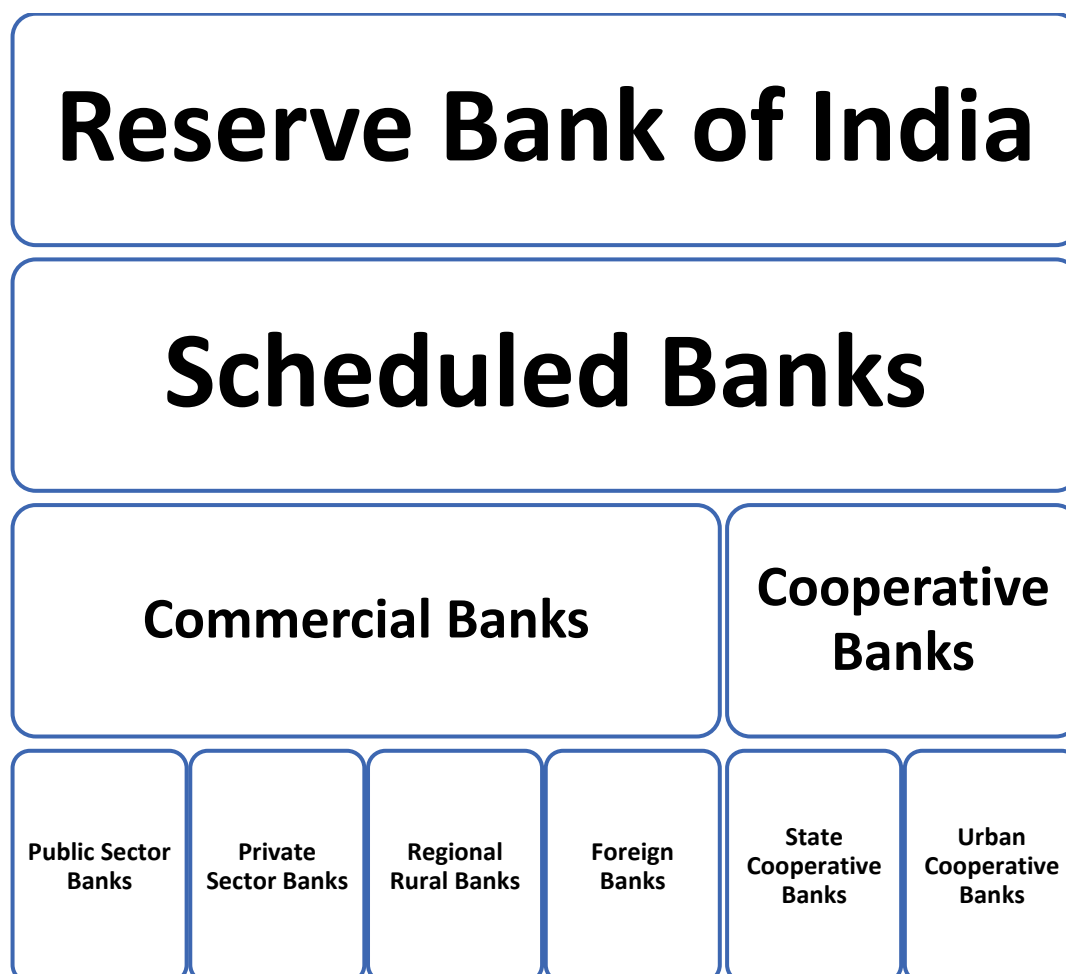 Reserve Bank of India
Scheduled Banks
Commercial Banks
Cooperative
Banks
Public Sector
Banks
Private
Sector Banks
Regional
Rural Banks
Foreign
Banks
State
Cooperative
Banks
Urban
Cooperative
Banks